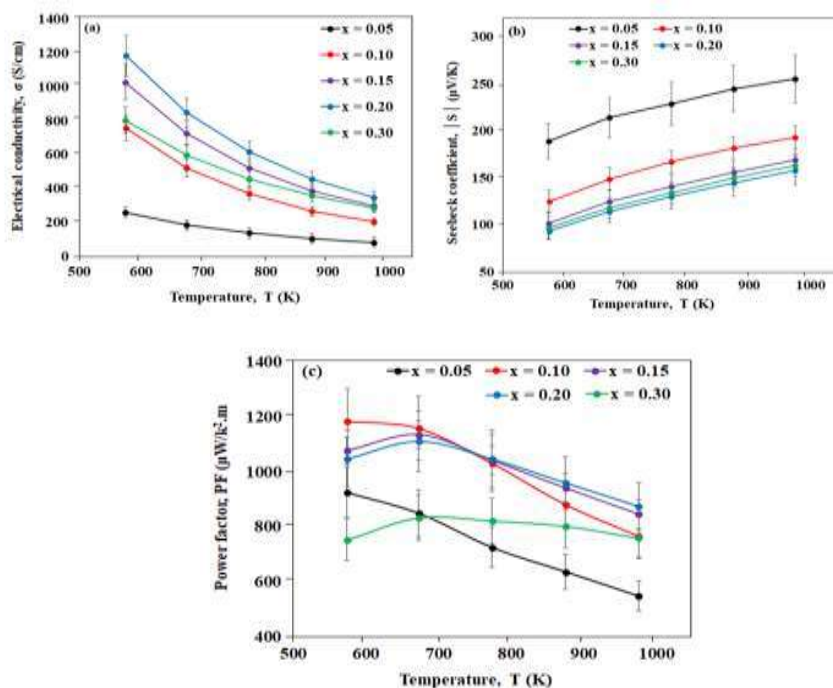 (a)
x = 0.05
x = 0.10
x = 0.15
x = 0.20
x = 0.30
Electrical conductivity, σ (S/cm)
1400
1200
1000
800
600
400
200
0
500 600 700 800 900 1000
Temperature, T (K)
(b)
x = 0.05 x = 0.10
x = 0.15 x = 0.20
x = 0.30
Seebeck coefficient, |S| (µV/K)
300
250
200
150
100
50
500 600 700 800 900 1000
Temperature, T (K)
(c)
x = 0.05 x = 0.10 x = 0.15
x = 0.20 x = 0.30
Power factor, PF (µW/k².m
1400
1200
1000
800
600
400
500 600 700 800 900 1000
Temperature, T (K)